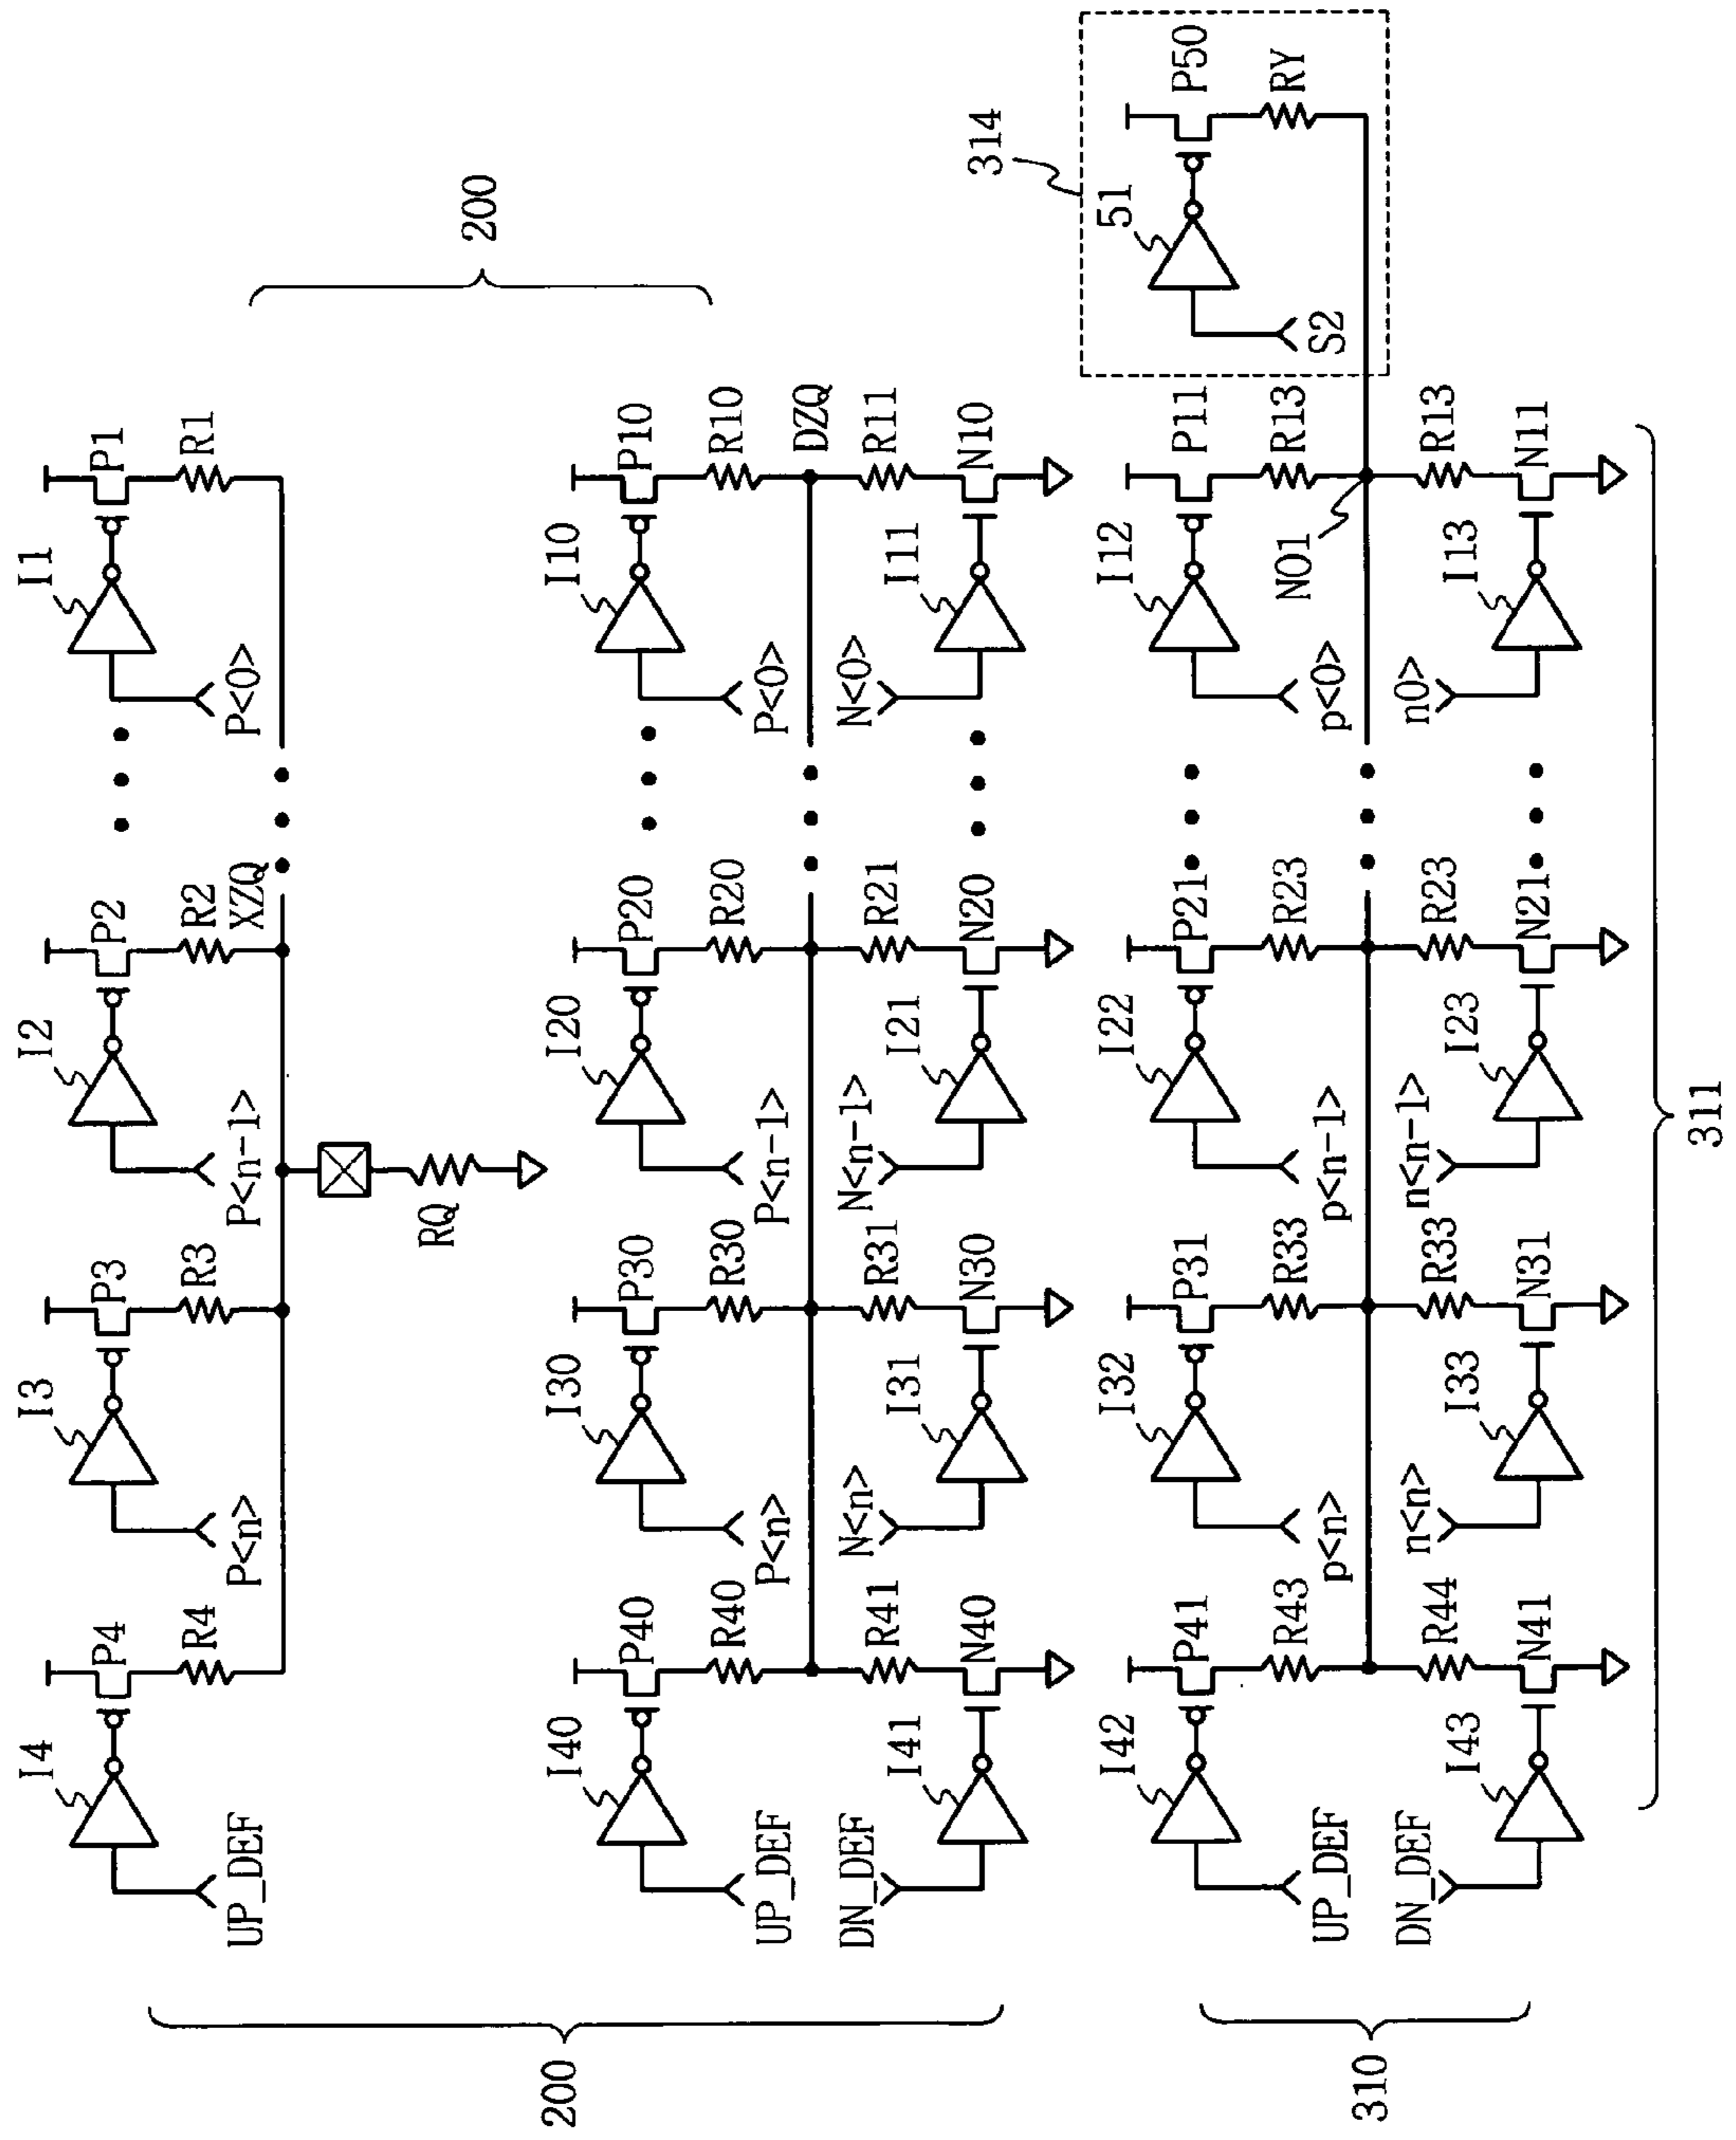 I4 I3 I2 I1
P4 P3 P2 P1
R4 R3 R2 R1
UP_DEF P<n> P<n-1> XZQ P<0>
RQ
200
I40 I30 I20 I10
P40 P30 P20 P10
R40 R30 R20 R10
UP_DEF P<n> P<n-1> P<0> DZQ
DN_DEF N<n> N<n-1> N<0>
R41 R31 R21 R11
I41 I31 I21 I11
N40 N30 N20 N10
200
314
51
P50
RY
S2
I42 I32 I22 I12
P41 P31 P21 P11
R43 R33 R23 R13
UP_DEF p<n> p<n-1> p<0> NO1
DN_DEF n<n> n<n-1> n0>
R44 R33 R23 R13
I43 I33 I23 I13
N41 N31 N21 N11
310
311